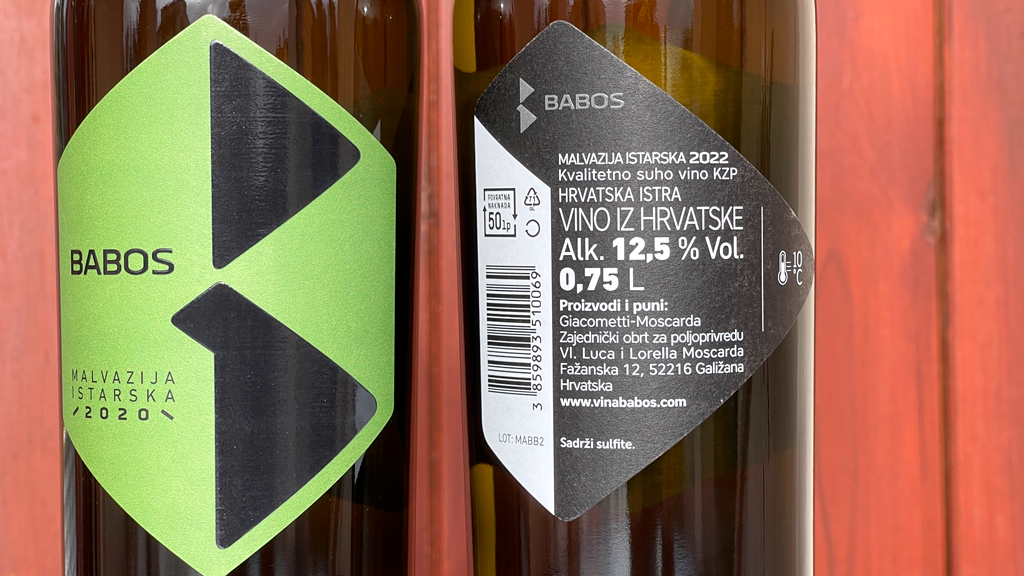 BABOS
MALVAZIJA
ISTARSKA
2020
BABOS
MALVAZIJA ISTARSKA 2022
Kvalitetno suho vino KZP
HRVATSKA ISTRA
VINO IZ HRVATSKE
Alk. 12,5 % Vol.
0,75 L
Proizvodi i puni:
Giacometti-Moscarda
Zajednički obrt za poljoprivredu
Vl. Luca i Lorella Moscarda
Fažanska 12, 52216 Galižana
Hrvatska
www.vinababos.com
Sadrži sulfite.
POVRATNA
NAKNADA
50lp
3 859893 510069
LOT: MABB2
10
°C